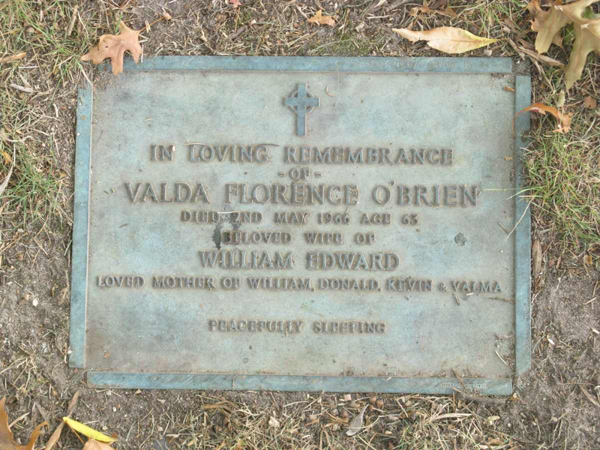 IN LOVING REMEMBRANCE
- OF -
VALDA FLORENCE O'BRIEN
DIED 2ND MAY 1966 AGE 63
BELOVED WIFE OF
WILLIAM EDWARD
LOVED MOTHER OF WILLIAM, DONALD, KEVIN & VALMA
PEACEFULLY SLEEPING